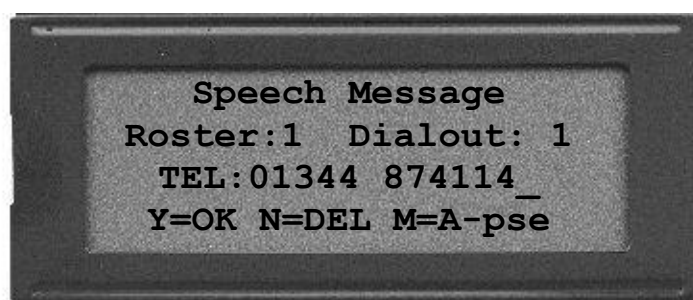 Speech Message
Roster:1 Dialout: 1
TEL:01344 874114_
Y=OK N=DEL M=A-pse